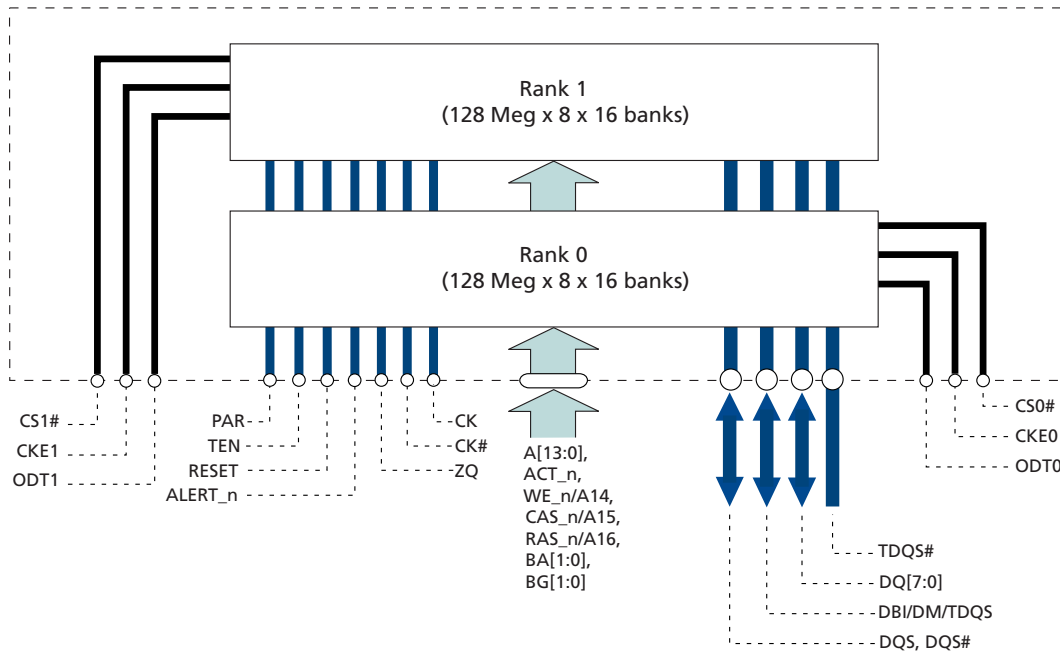 Rank 1
(128 Meg x 8 x 16 banks)
Rank 0
(128 Meg x 8 x 16 banks)
CS1#
CKE1
ODT1
PAR
TEN
RESET
ALERT_n
CK
CK#
ZQ
A[13:0],
ACT_n,
WE_n/A14,
CAS_n/A15,
RAS_n/A16,
BA[1:0],
BG[1:0]
CS0#
CKE0
ODT0
TDQS#
DQ[7:0]
DBI/DM/TDQS
DQS, DQS#